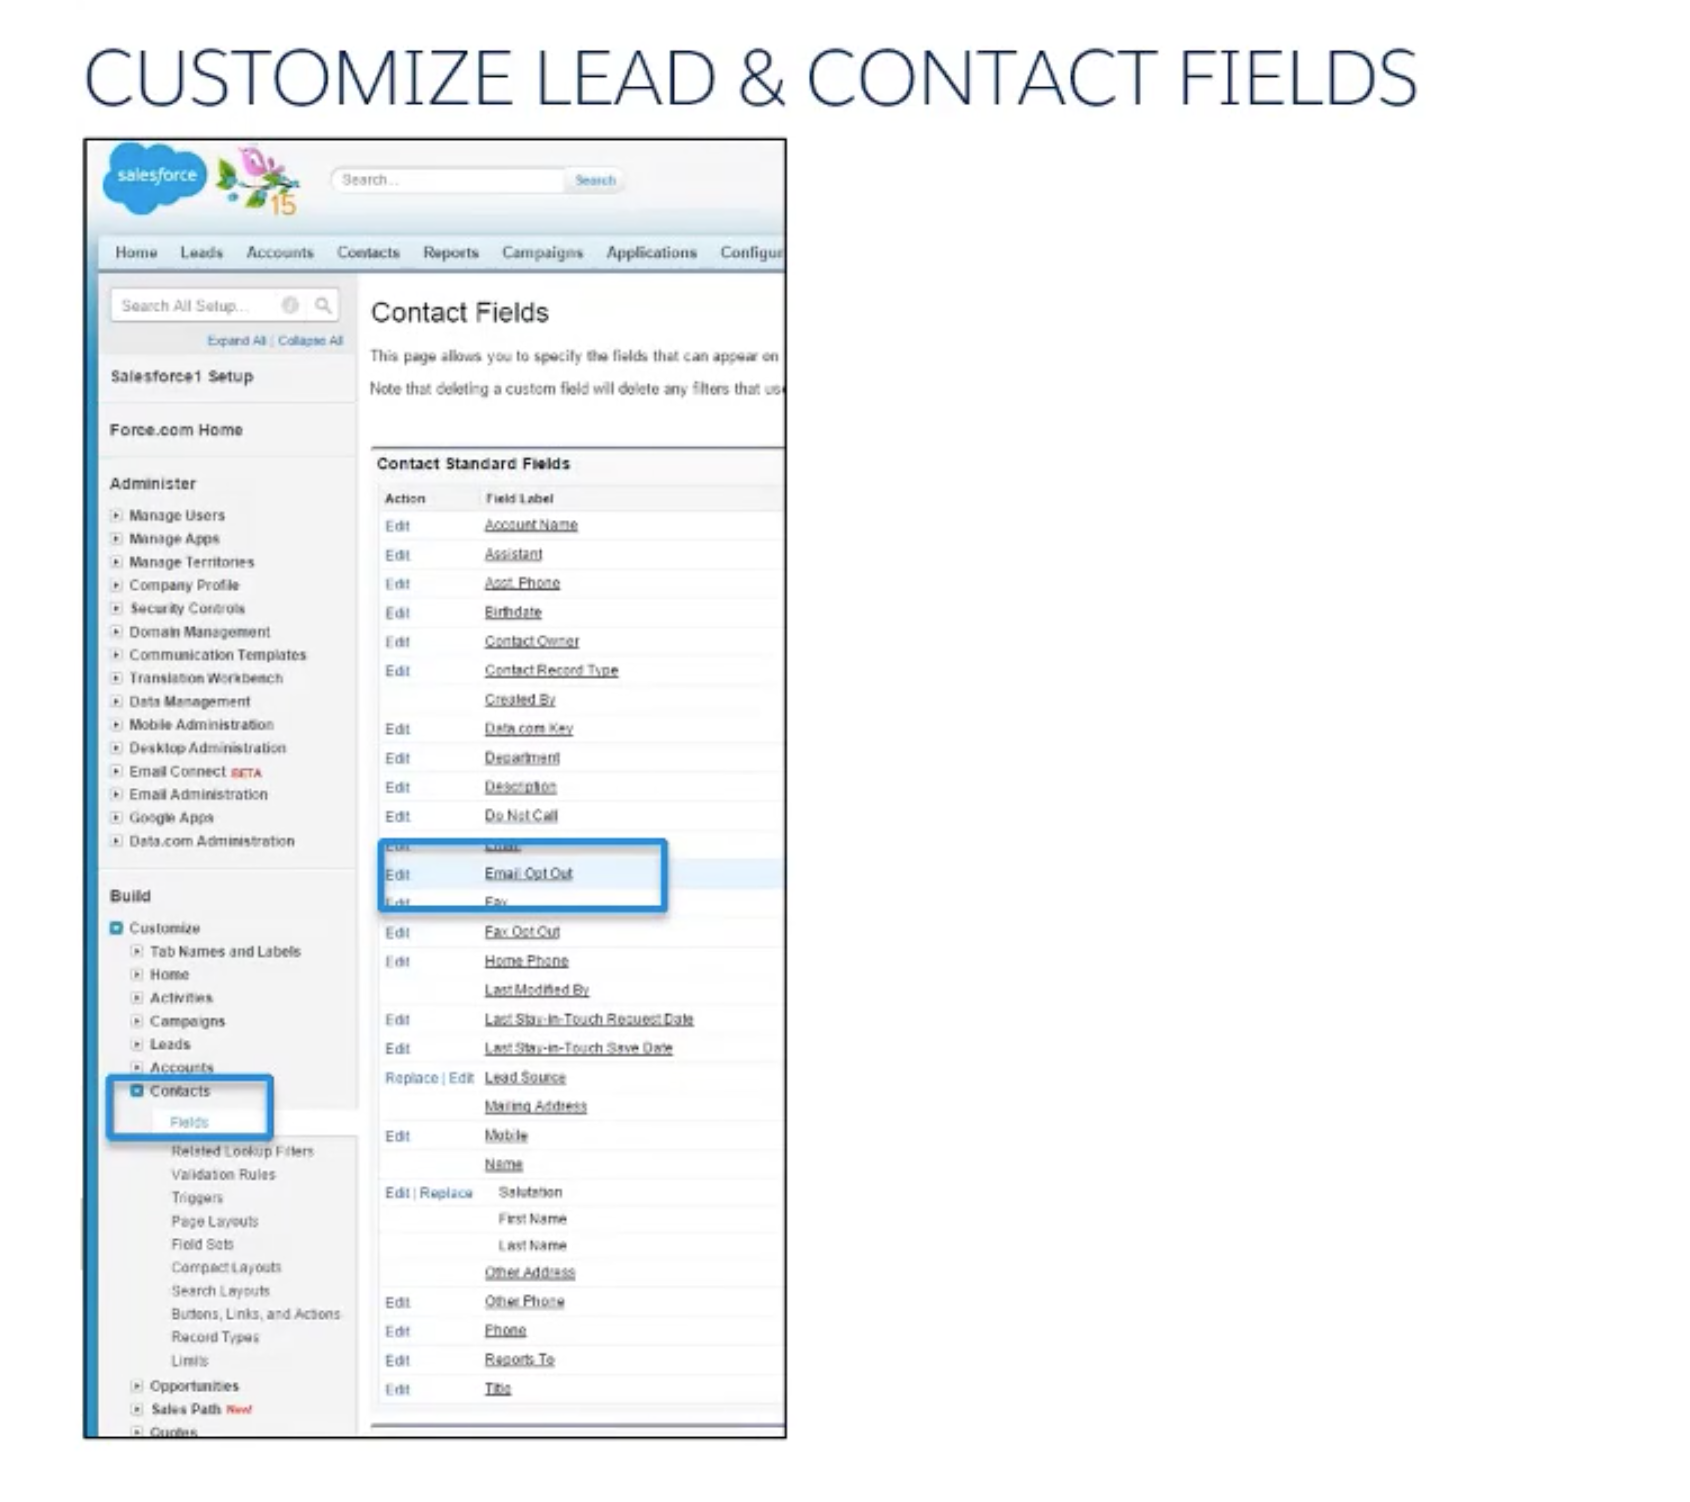 CUSTOMIZE LEAD & CONTACT FIELDS
salesforce
15
Search...
Search
Home Leads Accounts Contacts Reports Campaigns Applications Configur
Search All Setup...
Expand All | Collapse All
Salesforce1 Setup
Force.com Home
Administer
Manage Users
Manage Apps
Manage Territories
Company Profile
Security Controls
Domain Management
Communication Templates
Translation Workbench
Data Management
Mobile Administration
Desktop Administration
Email Connect BETA
Email Administration
Google Apps
Data.com Administration
Build
Customize
Tab Names and Labels
Home
Activities
Campaigns
Leads
Accounts
Contacts
Fields
Related Lookup Filters
Validation Rules
Triggers
Page Layouts
Field Sets
Compact Layouts
Search Layouts
Buttons, Links, and Actions
Record Types
Limits
Opportunities
Sales Path New!
Quotes
Contact Fields
This page allows you to specify the fields that can appear on
Note that deleting a custom field will delete any filters that use
Contact Standard Fields
Action Field Label
Edit Account Name
Edit Assistant
Edit Asst. Phone
Edit Birthdate
Edit Contact Owner
Edit Contact Record Type
Created By
Edit Data.com Key
Edit Department
Edit Description
Edit Do Not Call
Edit Email
Edit Email Opt Out
Edit Fax
Edit Fax Opt Out
Edit Home Phone
Last Modified By
Edit Last Stay-in-Touch Request Date
Edit Last Stay-in-Touch Save Date
Replace | Edit Lead Source
Mailing Address
Edit Mobile
Name
Edit | Replace Salutation
First Name
Last Name
Other Address
Edit Other Phone
Edit Phone
Edit Reports To
Edit Title